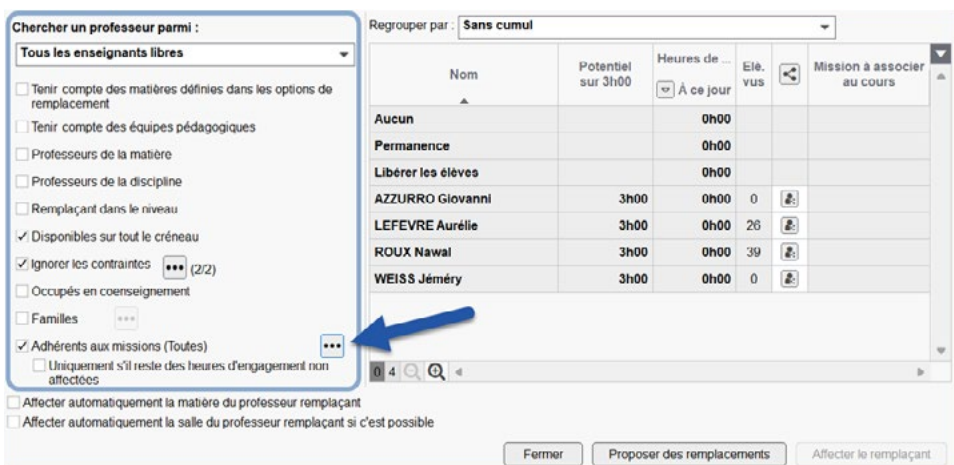 Chercher un professeur parmi :
Tous les enseignants libres
Tenir compte des matières définies dans les options de
remplacement
Tenir compte des équipes pédagogiques
Professeurs de la matière
Professeurs de la discipline
Remplaçant dans le niveau
Disponibles sur tout le créneau
Ignorer les contraintes ••• (2/2)
Occupés en coenseignement
Familles •••
Adhérents aux missions (Toutes) •••
Uniquement s'il reste des heures d'engagement non
affectées
Regrouper par : Sans cumul
Nom
Potentiel
sur 3h00
Heures de ...
À ce jour
Elè.
vus
Mission à associer
au cours
Aucun 0h00
Permanence 0h00
Libérer les élèves 0h00
AZZURRO Giovanni 3h00 0h00 0
LEFEVRE Aurélie 3h00 0h00 26
ROUX Nawal 3h00 0h00 39
WEISS Jéméry 3h00 0h00 0
0 4
Affecter automatiquement la matière du professeur remplaçant
Affecter automatiquement la salle du professeur remplaçant si c'est possible
Fermer Proposer des remplacements Affecter le remplaçant